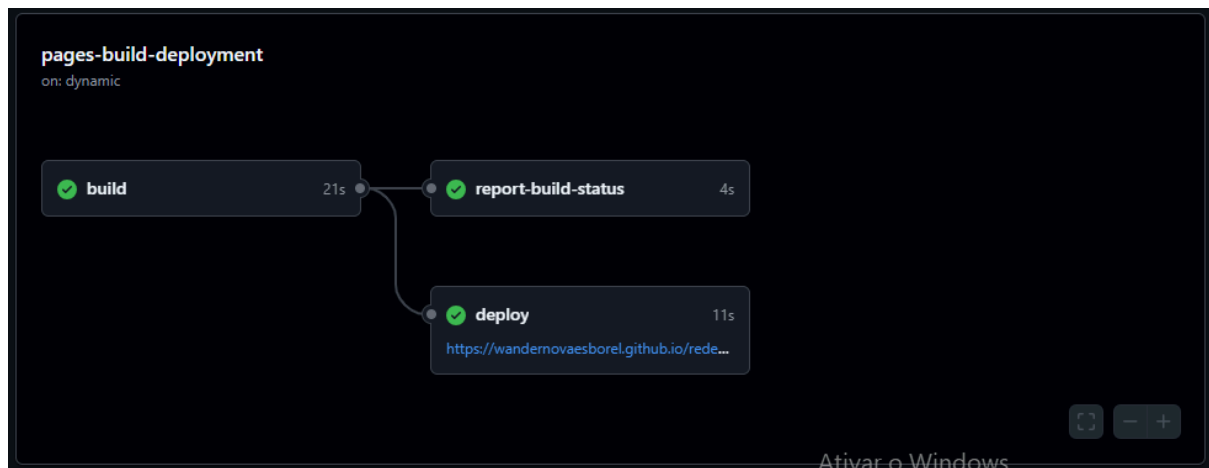 pages-build-deployment
on: dynamic
build 21s
report-build-status 4s
deploy 11s
https://wandernovaesborel.github.io/rede...
Ativar o Windows